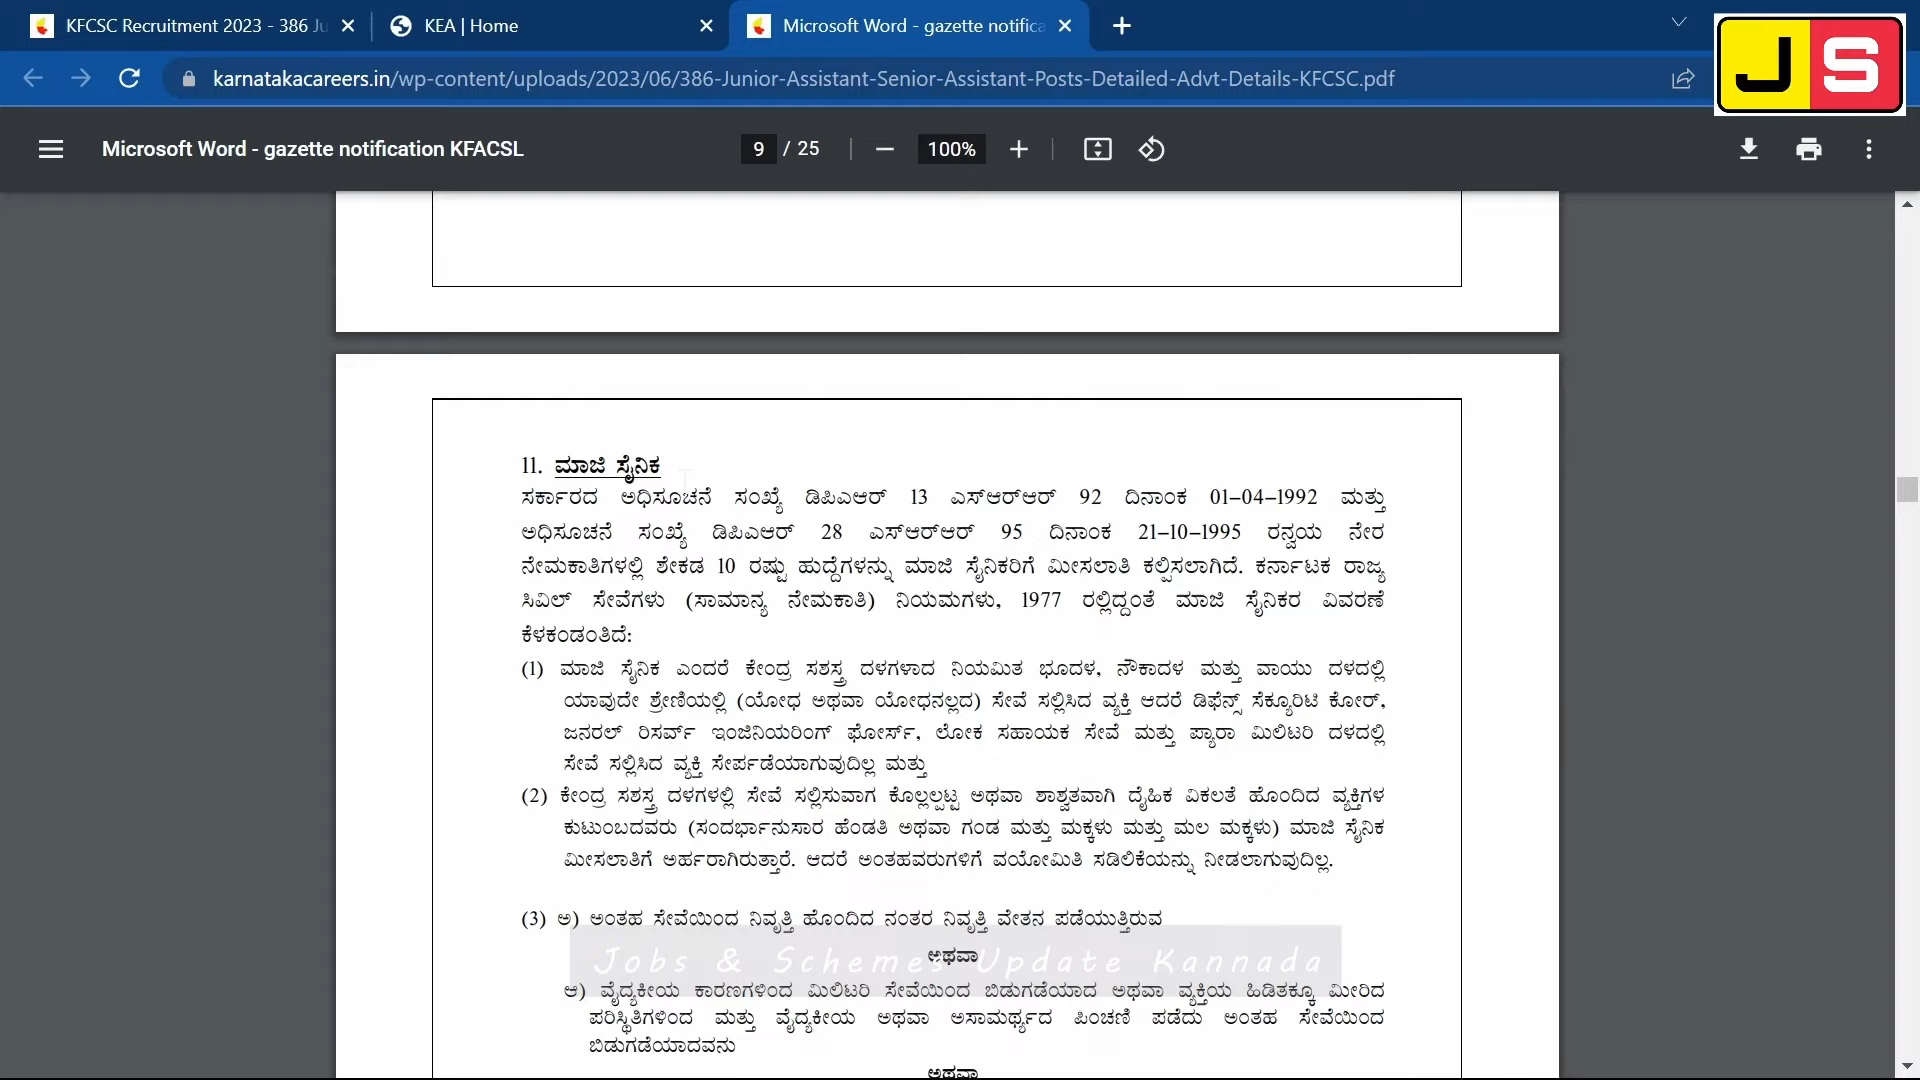 KFCSC Recruitment 2023 - 386 Ju
KEA | Home
Microsoft Word - gazette notifica
JS
karnatakacareers.in/wp-content/uploads/2023/06/386-Junior-Assistant-Senior-Assistant-Posts-Detailed-Advt-Details-KFCSC.pdf
Microsoft Word - gazette notification KFACSL
9 / 25
100%
11. ಮಾಜಿ ಸೈನಿಕ
ಸರ್ಕಾರದ ಅಧಿಸೂಚನೆ ಸಂಖ್ಯೆ ಡಿಪಿಎಆರ್ 13 ಎಸ್‌ಆರ್‌ಆರ್ 92 ದಿನಾಂಕ 01-04-1992 ಮತ್ತು
ಅಧಿಸೂಚನೆ ಸಂಖ್ಯೆ ಡಿಪಿಎಆರ್ 28 ಎಸ್‌ಆರ್‌ಆರ್ 95 ದಿನಾಂಕ 21-10-1995 ರನ್ವಯ ನೇರ
ನೇಮಕಾತಿಗಳಲ್ಲಿ ಶೇಕಡ 10 ರಷ್ಟು ಹುದ್ದೆಗಳನ್ನು ಮಾಜಿ ಸೈನಿಕರಿಗೆ ಮೀಸಲಾತಿ ಕಲ್ಪಿಸಲಾಗಿದೆ. ಕರ್ನಾಟಕ ರಾಜ್ಯ
ಸಿವಿಲ್ ಸೇವೆಗಳು (ಸಾಮಾನ್ಯ ನೇಮಕಾತಿ) ನಿಯಮಗಳು, 1977 ರಲ್ಲಿದ್ದಂತೆ ಮಾಜಿ ಸೈನಿಕರ ವಿವರಣೆ
ಕೆಳಕಂಡಂತಿದೆ:
(1) ಮಾಜಿ ಸೈನಿಕ ಎಂದರೆ ಕೇಂದ್ರ ಸಶಸ್ತ್ರ ದಳಗಳಾದ ನಿಯಮಿತ ಭೂದಳ, ನೌಕಾದಳ ಮತ್ತು ವಾಯು ದಳದಲ್ಲಿ
ಯಾವುದೇ ಶ್ರೇಣಿಯಲ್ಲಿ (ಯೋಧ ಅಥವಾ ಯೋಧನಲ್ಲದ) ಸೇವೆ ಸಲ್ಲಿಸಿದ ವ್ಯಕ್ತಿ ಆದರೆ ಡಿಫೆನ್ಸ್ ಸೆಕ್ಯೂರಿಟಿ ಕೋರ್,
ಜನರಲ್ ರಿಸರ್ವ್ ಇಂಜಿನಿಯರಿಂಗ್ ಫೋರ್ಸ್, ಲೋಕ ಸಹಾಯಕ ಸೇವೆ ಮತ್ತು ಪ್ಯಾರಾ ಮಿಲಿಟರಿ ದಳದಲ್ಲಿ
ಸೇವೆ ಸಲ್ಲಿಸಿದ ವ್ಯಕ್ತಿ ಸೇರ್ಪಡೆಯಾಗುವುದಿಲ್ಲ ಮತ್ತು
(2) ಕೇಂದ್ರ ಸಶಸ್ತ್ರ ದಳಗಳಲ್ಲಿ ಸೇವೆ ಸಲ್ಲಿಸುವಾಗ ಕೊಲ್ಲಲ್ಪಟ್ಟ ಅಥವಾ ಶಾಶ್ವತವಾಗಿ ದೈಹಿಕ ವಿಕಲತೆ ಹೊಂದಿದ ವ್ಯಕ್ತಿಗಳ
ಕುಟುಂಬದವರು (ಸಂದರ್ಭಾನುಸಾರ ಹೆಂಡತಿ ಅಥವಾ ಗಂಡ ಮತ್ತು ಮಕ್ಕಳು ಮತ್ತು ಮಲ ಮಕ್ಕಳು) ಮಾಜಿ ಸೈನಿಕ
ಮೀಸಲಾತಿಗೆ ಅರ್ಹರಾಗಿರುತ್ತಾರೆ. ಆದರೆ ಅಂತಹವರುಗಳಿಗೆ ವಯೋಮಿತಿ ಸಡಿಲಿಕೆಯನ್ನು ನೀಡಲಾಗುವುದಿಲ್ಲ.
(3) ಅ) ಅಂತಹ ಸೇವೆಯಿಂದ ನಿವೃತ್ತಿ ಹೊಂದಿದ ನಂತರ ನಿವೃತ್ತಿ ವೇತನ ಪಡೆಯುತ್ತಿರುವ
ಅಥವಾ
Jobs & Schemes Update Kannada
ಆ) ವೈದ್ಯಕೀಯ ಕಾರಣಗಳಿಂದ ಮಿಲಿಟರಿ ಸೇವೆಯಿಂದ ಬಿಡುಗಡೆಯಾದ ಅಥವಾ ವ್ಯಕ್ತಿಯ ಹಿಡಿತಕ್ಕೂ ಮೀರಿದ
ಪರಿಸ್ಥಿತಿಗಳಿಂದ ಮತ್ತು ವೈದ್ಯಕೀಯ ಅಥವಾ ಅಸಾಮರ್ಥ್ಯದ ಪಿಂಚಣಿ ಪಡೆದು ಅಂತಹ ಸೇವೆಯಿಂದ
ಬಿಡುಗಡೆಯಾದವನು
ಅಥವಾ